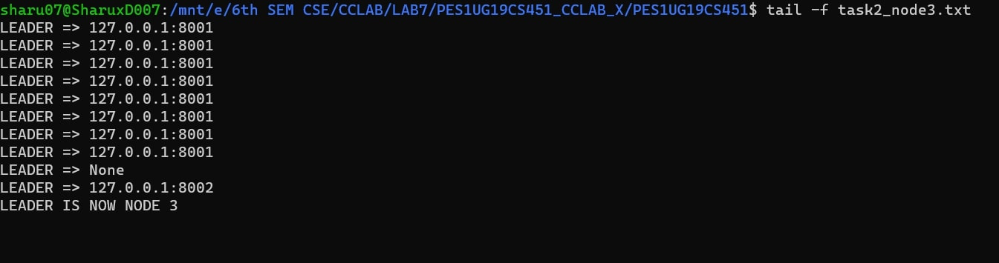 sharu07@SharuxD007:/mnt/e/6th SEM CSE/CCLAB/LAB7/PES1UG19CS451_CCLAB_X/PES1UG19CS451$ tail -f task2_node3.txt
LEADER => 127.0.0.1:8001
LEADER => 127.0.0.1:8001
LEADER => 127.0.0.1:8001
LEADER => 127.0.0.1:8001
LEADER => 127.0.0.1:8001
LEADER => 127.0.0.1:8001
LEADER => 127.0.0.1:8001
LEADER => 127.0.0.1:8001
LEADER => None
LEADER => 127.0.0.1:8002
LEADER IS NOW NODE 3